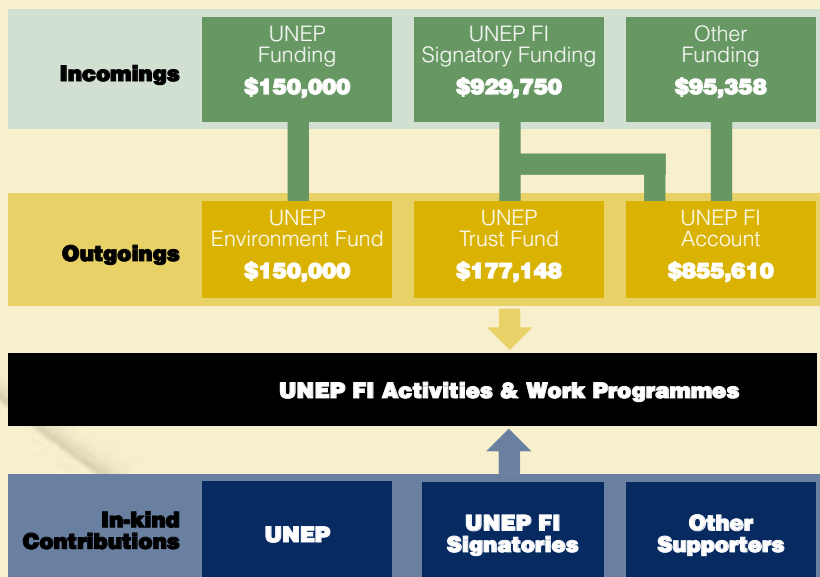 Incomings
UNEP
Funding
$150,000
UNEP FI
Signatory Funding
$929,750
Other
Funding
$95,358
Outgoings
UNEP
Environment Fund
$150,000
UNEP
Trust Fund
$177,148
UNEP FI
Account
$855,610
UNEP FI Activities & Work Programmes
In-kind
Contributions
UNEP
UNEP FI
Signatories
Other
Supporters